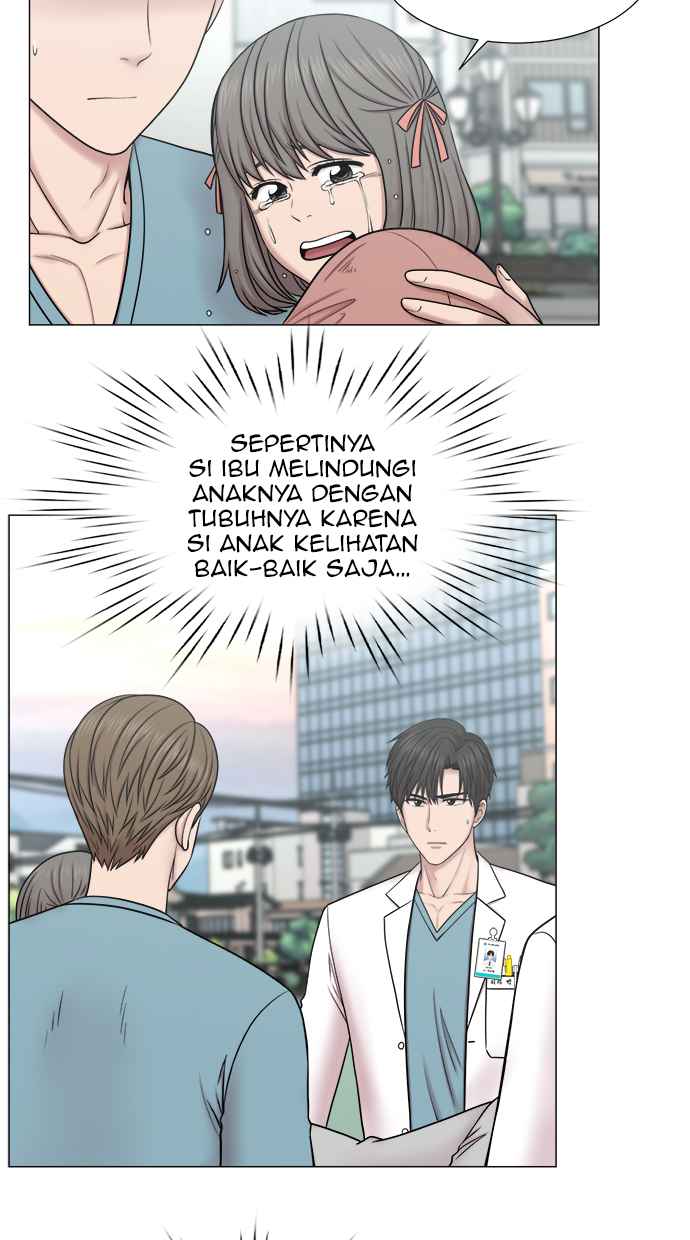 SEPERTINYA
SI IBU MELINDUNGI
ANAKNYA DENGAN
TUBUHNYA KARENA
SI ANAK KELIHATAN
BAIK-BAIK SAJA...